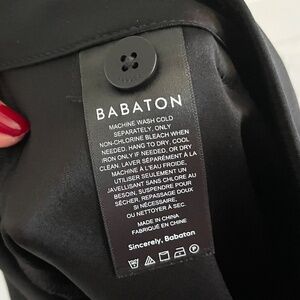 BABATON
MACHINE WASH COLD
SEPARATELY, ONLY
NON-CHLORINE BLEACH WHEN
NEEDED. HANG TO DRY, COOL
IRON ONLY IF NEEDED. OR DRY
CLEAN. LAVER SÉPARÉMENT À LA
MACHINE À L'EAU FROIDE.
UTILISER SEULEMENT UN
JAVELLISANT SANS CHLORE AU
BESOIN, SUSPENDRE POUR
SÉCHER, REPASSAGE DOUX
SI NÉCESSAIRE,
OU NETTOYER À SEC.
MADE IN CHINA
FABRIQUÉ EN CHINE
Sincerely, Babaton